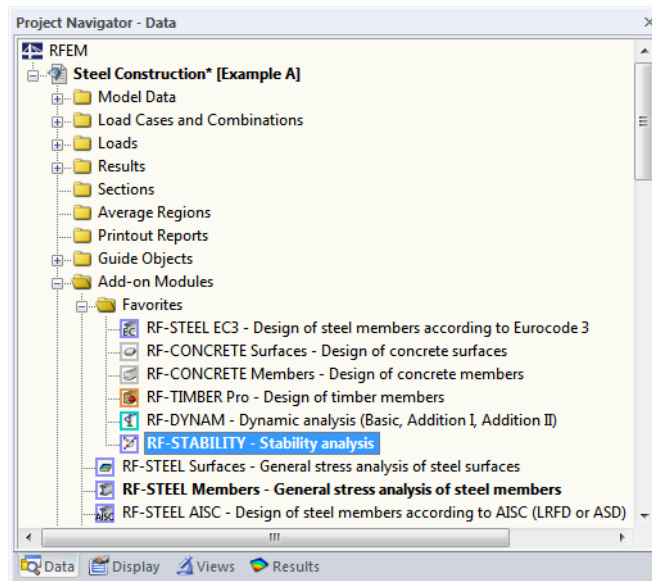 Project Navigator - Data
RFEM
Steel Construction* [Example A]
Model Data
Load Cases and Combinations
Loads
Results
Sections
Average Regions
Printout Reports
Guide Objects
Add-on Modules
Favorites
RF-STEEL EC3 - Design of steel members according to Eurocode 3
RF-CONCRETE Surfaces - Design of concrete surfaces
RF-CONCRETE Members - Design of concrete members
RF-TIMBER Pro - Design of timber members
RF-DYNAM - Dynamic analysis (Basic, Addition I, Addition II)
RF-STABILITY - Stability analysis
RF-STEEL Surfaces - General stress analysis of steel surfaces
RF-STEEL Members - General stress analysis of steel members
AISC RF-STEEL AISC - Design of steel members according to AISC (LRFD or ASD)
Data Display Views Results